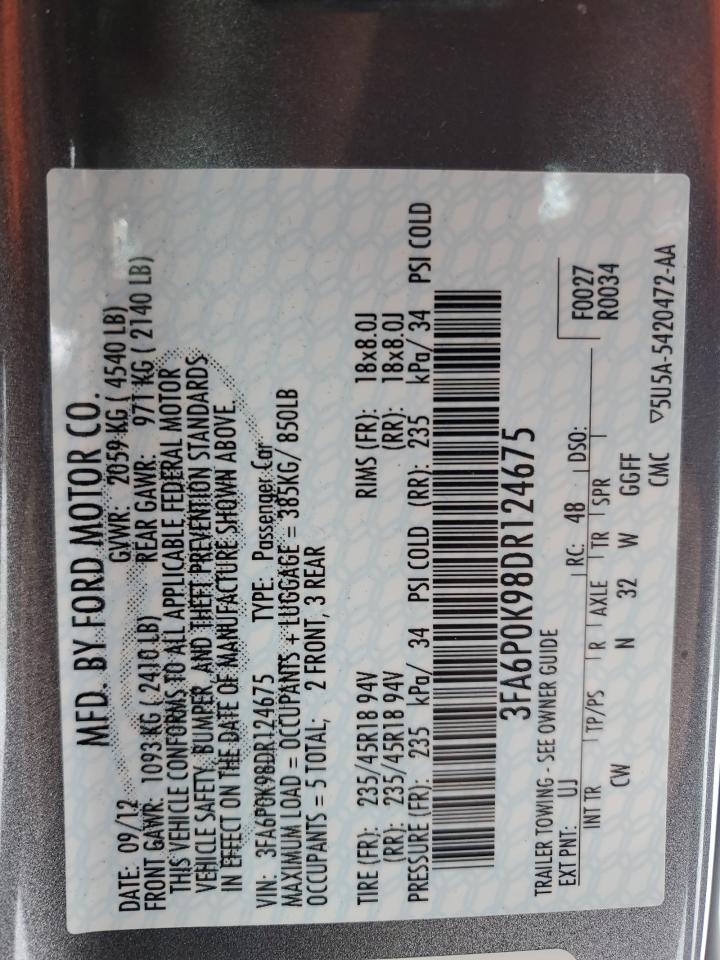 MFD. BY FORD MOTOR CO.
DATE: 09/12 GVWR: 2059 KG ( 4540 LB)
FRONT GAWR: 1093 KG ( 2410 LB) REAR GAWR: 971 KG ( 2140 LB)
THIS VEHICLE CONFORMS TO ALL APPLICABLE FEDERAL MOTOR
VEHICLE SAFETY, BUMPER, AND THEFT PREVENTION STANDARDS
IN EFFECT ON THE DATE OF MANUFACTURE SHOWN ABOVE.
VIN: 3FA6P0K98DR124675 TYPE: Passenger Car
MAXIMUM LOAD = OCCUPANTS + LUGGAGE = 385KG/ 850LB
OCCUPANTS = 5 TOTAL; 2 FRONT, 3 REAR
TIRE (FR): 235/45R18 94V RIMS (FR): 18x8.0J
(RR): 235/45R18 94V (RR): 18x8.0J
PRESSURE (FR): 235 kPa/ 34 PSI COLD (RR): 235 kPa/ 34 PSI COLD
3FA6P0K98DR124675
TRAILER TOWING - SEE OWNER GUIDE F0027
EXT PNT: UJ RC: 48 DSO: R0034
INT TR TP/PS R AXLE TR SPR
CW N 32 W GGFF
CMC ▽5U5A-5420472-AA